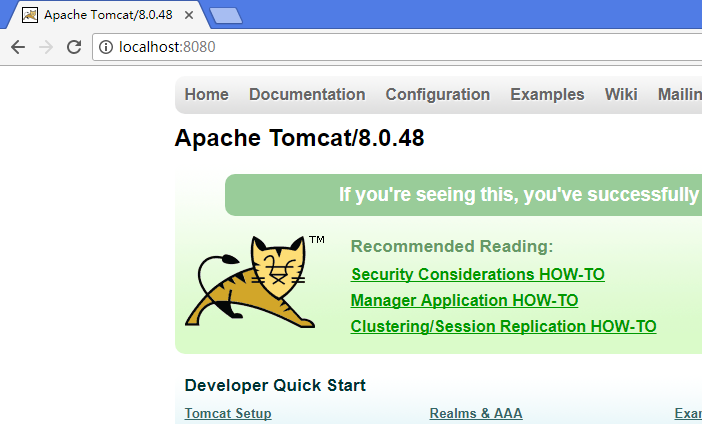 Apache Tomcat/8.0.48
localhost:8080
Home Documentation Configuration Examples Wiki Mailin
Apache Tomcat/8.0.48
If you're seeing this, you've successfully
TM
Recommended Reading:
Security Considerations HOW-TO
Manager Application HOW-TO
Clustering/Session Replication HOW-TO
Developer Quick Start
Tomcat Setup Realms & AAA Exar